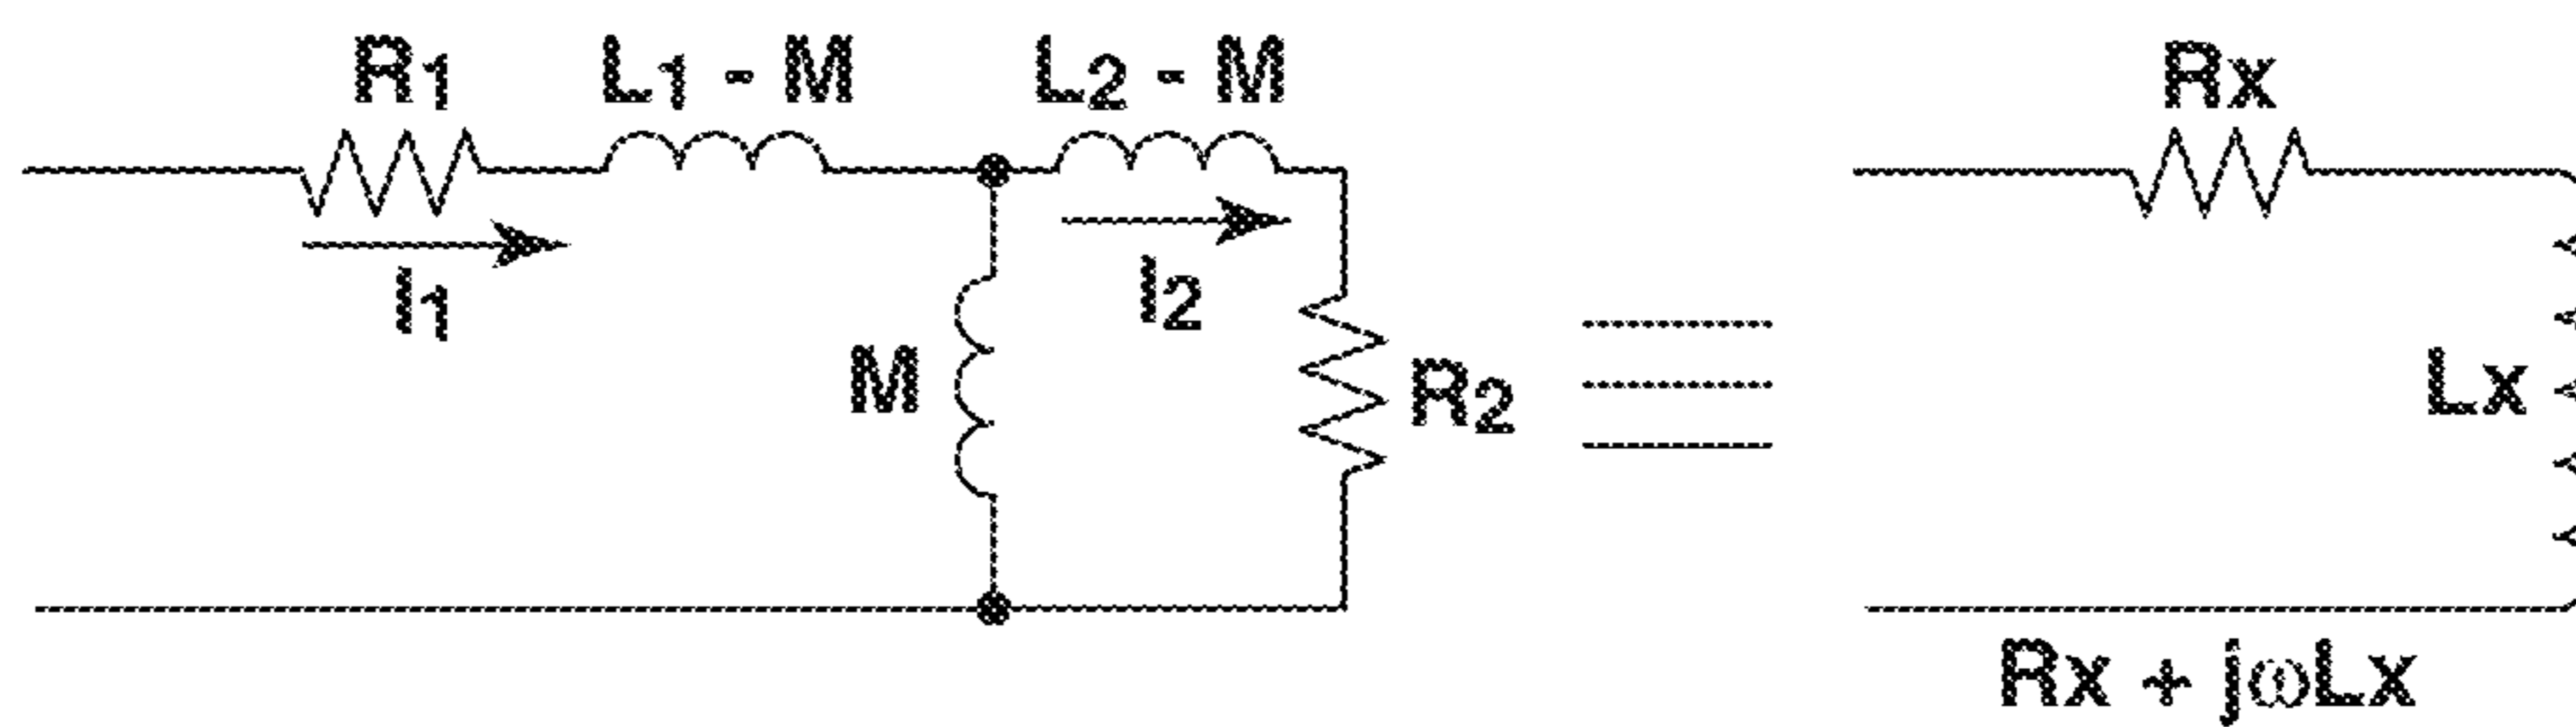 R1
L1 - M
L2 - M
Rx
I1
I2
M
R2
Lx
Rx + jωLx